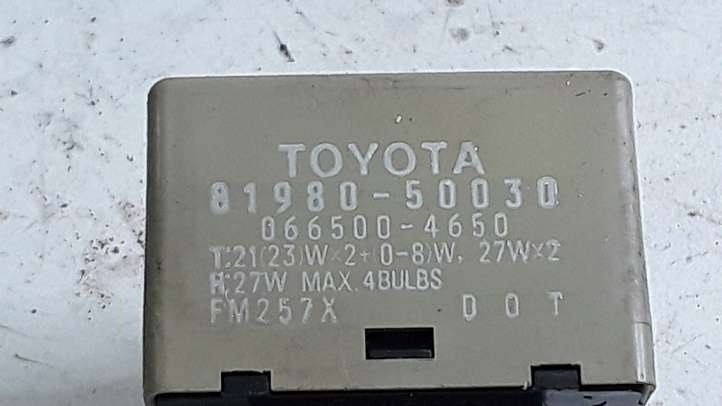 TOYOTA
81980-50030
066500-4650
T:21(23)W×2+(0-8)W, 27W×2
H:27W MAX.4BULBS
FM257X DOT